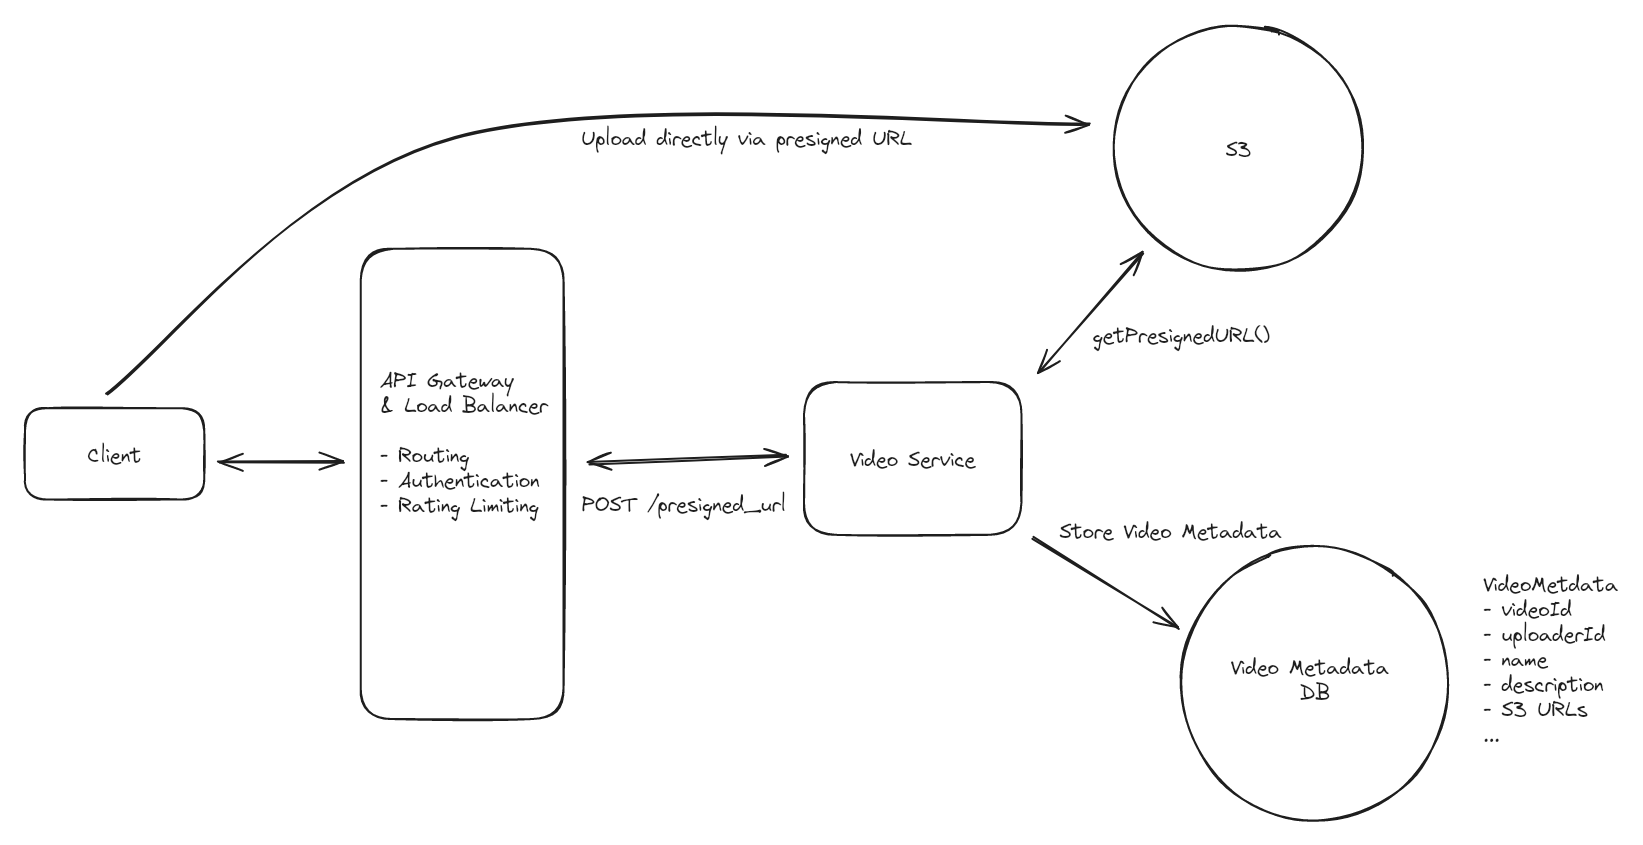 S3
Upload directly via presigned URL
getPresignedURL()
API Gateway
& Load Balancer
- Routing
- Authentication
- Rating Limiting
Client
POST /presigned_url
Video Service
Store Video Metadata
Video Metadata
DB
VideoMetdata
- videoId
- uploaderId
- name
- description
- S3 URLs
...